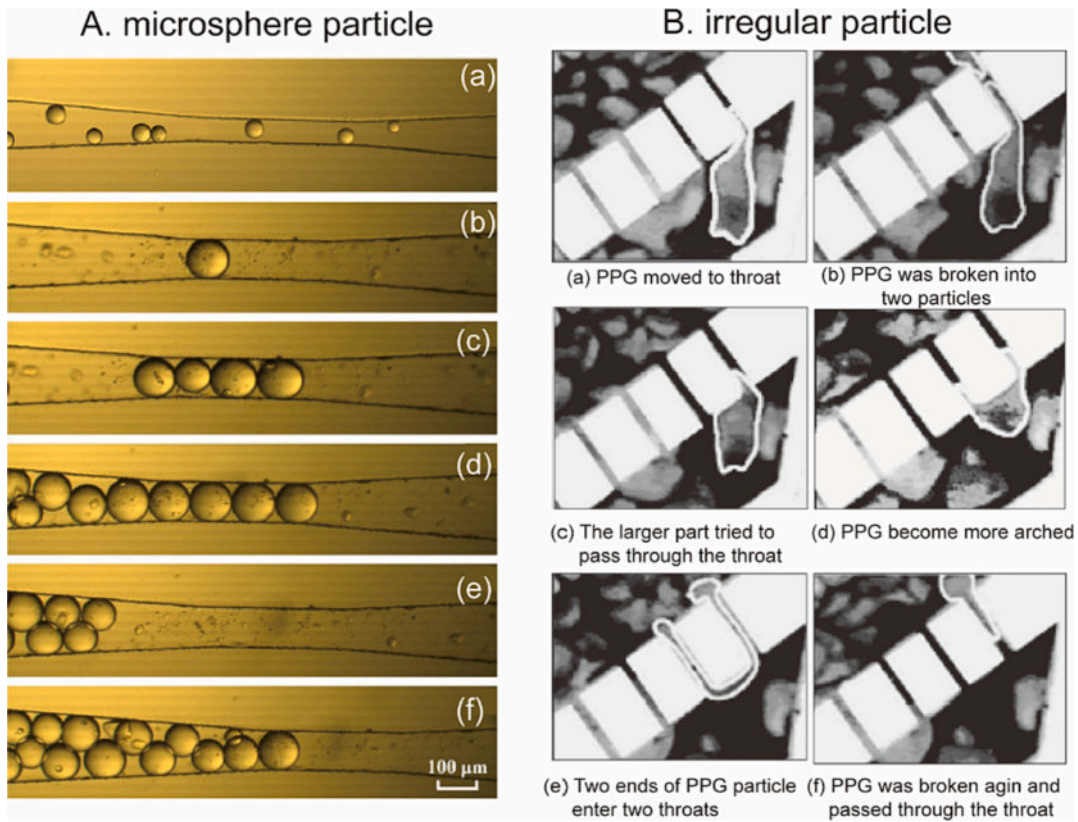 A. microsphere particle
(a)
(b)
(c)
(d)
(e)
(f)
100 μm
B. irregular particle
(a) PPG moved to throat
(b) PPG was broken into
two particles
(c) The larger part tried to
pass through the throat
(d) PPG become more arched
(e) Two ends of PPG particle
enter two throats
(f) PPG was broken agin and
passed through the throat